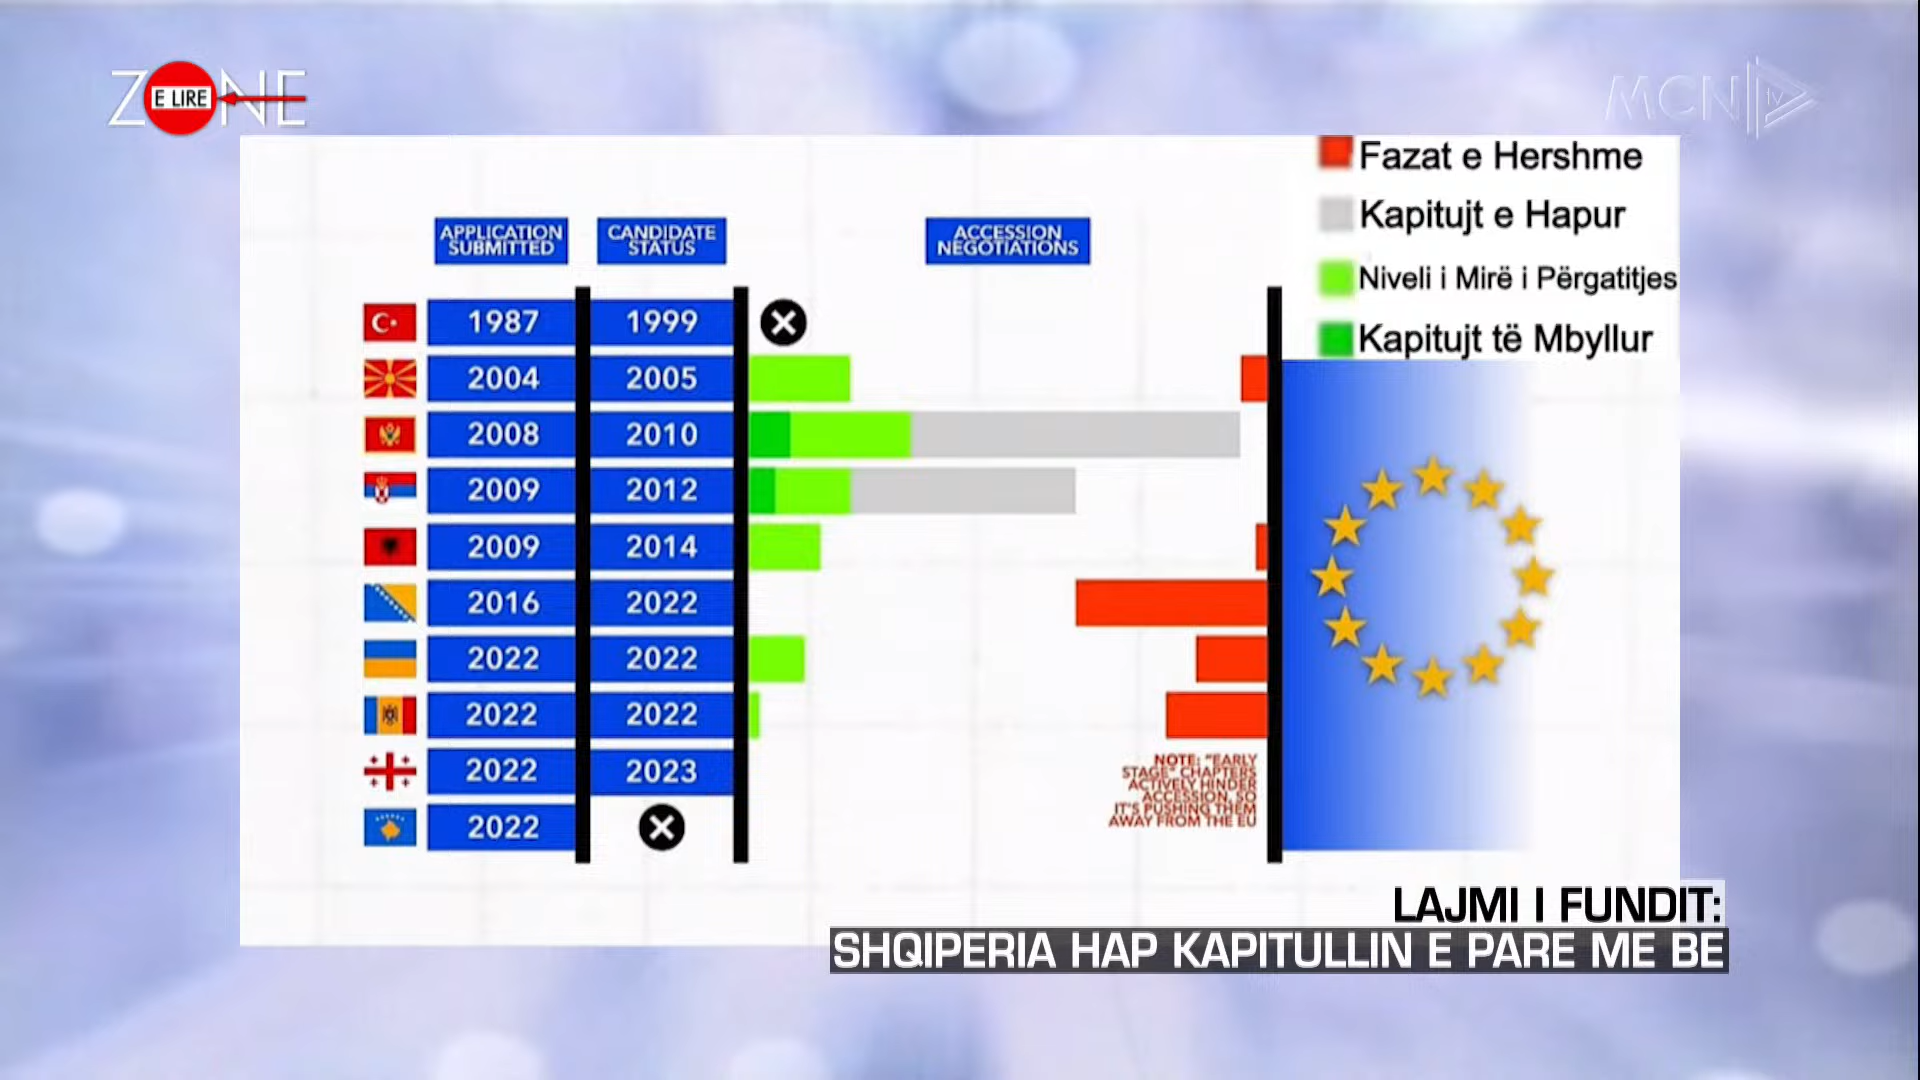 ZONE
E LIRE
MCN TV
Fazat e Hershme
Kapitujt e Hapur
Niveli i Mirë i Përgatitjes
Kapitujt të Mbyllur
APPLICATION
SUBMITTED
CANDIDATE
STATUS
ACCESSION
NEGOTIATIONS
1987 1999
2004 2005
2008 2010
2009 2012
2009 2014
2016 2022
2022 2022
2022 2022
2022 2023
2022
NOTE: "EARLY
STAGE" CHAPTERS
ACTIVELY HINDER
ACCESSION, SO
IT'S PUSHING THEM
AWAY FROM THE EU
LAJMI I FUNDIT:
SHQIPERIA HAP KAPITULLIN E PARE ME BE